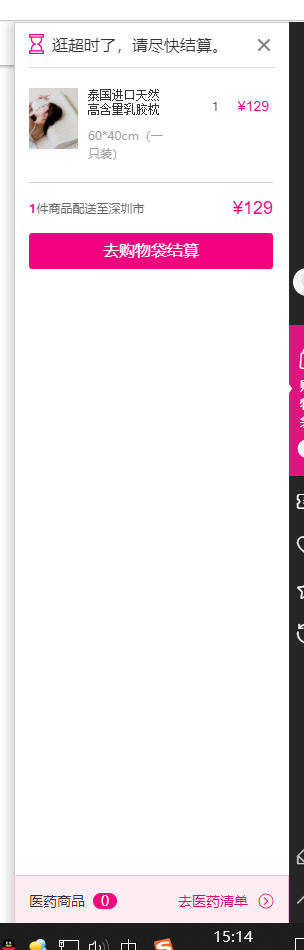 逛超时了，请尽快结算。
泰国进口天然 1 ¥129
高含量乳胶枕
60*40cm（一
只装）
1件商品配送至深圳市 ¥129
去购物袋结算
医药商品 0 去医药清单
中
15:14